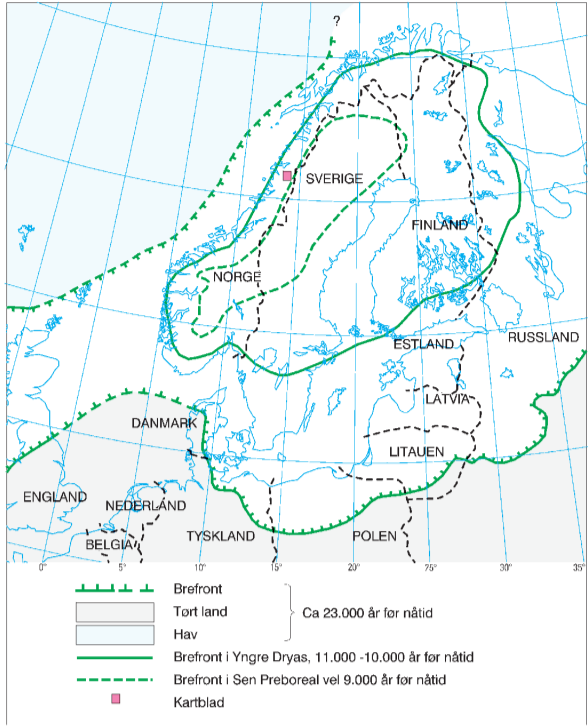 ?
SVERIGE
FINLAND
NORGE
ESTLAND
RUSSLAND
LATVIA
DANMARK
LITAUEN
ENGLAND
NEDERLAND
BELGIA
TYSKLAND
POLEN
0° 5° 10° 15° 20° 25° 30° 35°
Brefront
Tørt land
Ca 23.000 år før nåtid
Hav
Brefront i Yngre Dryas, 11.000 -10.000 år før nåtid
Brefront i Sen Preboreal vel 9.000 år før nåtid
Kartblad